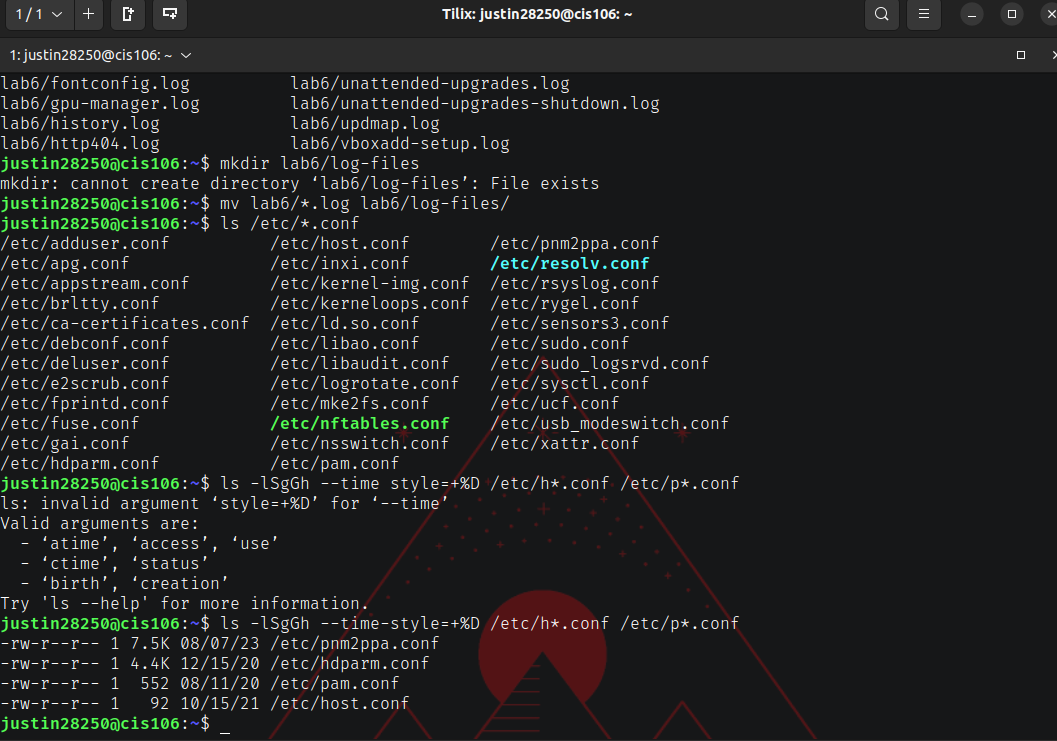 1 / 1
Tilix: justin28250@cis106: ~
1: justin28250@cis106: ~
lab6/fontconfig.log          lab6/unattended-upgrades.log
lab6/gpu-manager.log         lab6/unattended-upgrades-shutdown.log
lab6/history.log             lab6/updmap.log
lab6/http404.log             lab6/vboxadd-setup.log
justin28250@cis106:~$ mkdir lab6/log-files
mkdir: cannot create directory ‘lab6/log-files’: File exists
justin28250@cis106:~$ mv lab6/*.log lab6/log-files/
justin28250@cis106:~$ ls /etc/*.conf
/etc/adduser.conf          /etc/host.conf        /etc/pnm2ppa.conf
/etc/apg.conf              /etc/inxi.conf        /etc/resolv.conf
/etc/appstream.conf        /etc/kernel-img.conf  /etc/rsyslog.conf
/etc/brltty.conf           /etc/kerneloops.conf  /etc/rygel.conf
/etc/ca-certificates.conf  /etc/ld.so.conf       /etc/sensors3.conf
/etc/debconf.conf          /etc/libao.conf       /etc/sudo.conf
/etc/deluser.conf          /etc/libaudit.conf    /etc/sudo_logsrvd.conf
/etc/e2scrub.conf          /etc/logrotate.conf   /etc/sysctl.conf
/etc/fprintd.conf          /etc/mke2fs.conf      /etc/ucf.conf
/etc/fuse.conf             /etc/nftables.conf    /etc/usb_modeswitch.conf
/etc/gai.conf              /etc/nsswitch.conf    /etc/xattr.conf
/etc/hdparm.conf           /etc/pam.conf
justin28250@cis106:~$ ls -lSgGh --time style=+%D /etc/h*.conf /etc/p*.conf
ls: invalid argument ‘style=+%D’ for ‘--time’
Valid arguments are:
  - ‘atime’, ‘access’, ‘use’
  - ‘ctime’, ‘status’
  - ‘birth’, ‘creation’
Try 'ls --help' for more information.
justin28250@cis106:~$ ls -lSgGh --time-style=+%D /etc/h*.conf /etc/p*.conf
-rw-r--r-- 1 7.5K 08/07/23 /etc/pnm2ppa.conf
-rw-r--r-- 1 4.4K 12/15/20 /etc/hdparm.conf
-rw-r--r-- 1  552 08/11/20 /etc/pam.conf
-rw-r--r-- 1   92 10/15/21 /etc/host.conf
justin28250@cis106:~$ _